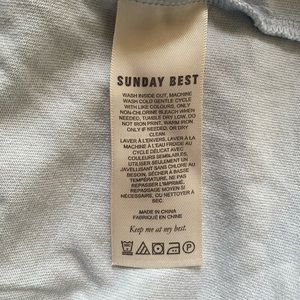 SUNDAY BEST
WASH INSIDE OUT, MACHINE
WASH COLD GENTLE CYCLE
WITH LIKE COLOURS, ONLY
NON-CHLORINE BLEACH WHEN
NEEDED, TUMBLE DRY LOW, DO
NOT IRON PRINT, WARM IRON
ONLY IF NEEDED, OR DRY
CLEAN.
LAVER À L'ENVERS, LAVER À LA
MACHINE À L'EAU FROIDE AU
CYCLE DÉLICAT AVEC
COULEURS SEMBLABLES,
UTILISER SEULEMENT UN
JAVELLISANT SANS CHLORE AU
BESOIN, SÉCHER À BASSE
TEMPÉRATURE, NE PAS
REPASSER L'IMPRIMÉ,
REPASSAGE MOYEN SI
NÉCESSAIRE, OU NETTOYER À
SEC.
MADE IN CHINA
FABRIQUÉ EN CHINE
Keep me at my best.
P